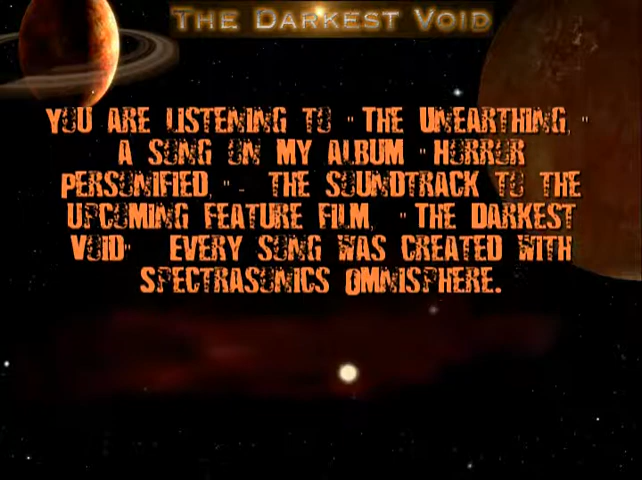 THE DARKEST VOID
YOU ARE LISTENING TO "THE UNEARTHING,"
A SONG ON MY ALBUM "HORROR
PERSONIFIED," - THE SOUNDTRACK TO THE
UPCOMING FEATURE FILM, "THE DARKEST
VOID" EVERY SONG WAS CREATED WITH
SPECTRASONICS OMNISPHERE.